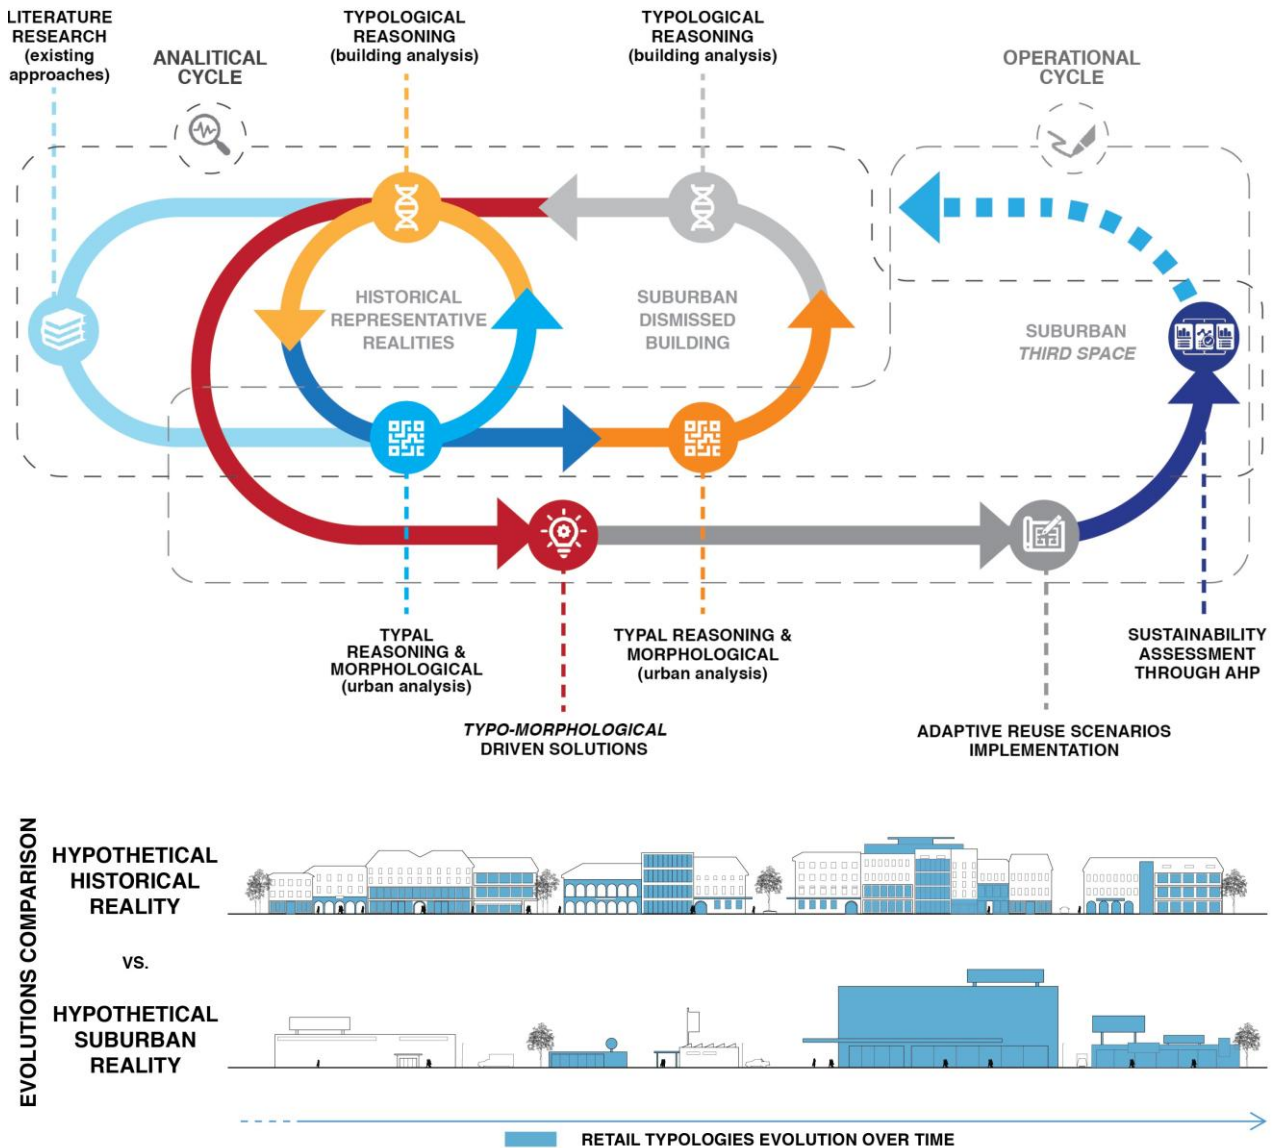 LITERATURE
RESEARCH
(existing
approaches)
ANALITICAL
CYCLE
TYPOLOGICAL
REASONING
(building analysis)
TYPOLOGICAL
REASONING
(building analysis)
OPERATIONAL
CYCLE
HISTORICAL
REPRESENTATIVE
REALITIES
SUBURBAN
DISMISSED
BUILDING
SUBURBAN
THIRD SPACE
TYPAL
REASONING &
MORPHOLOGICAL
(urban analysis)
TYPAL REASONING &
MORPHOLOGICAL
(urban analysis)
SUSTAINABILITY
ASSESSMENT
THROUGH AHP
TYPO-MORPHOLOGICAL
DRIVEN SOLUTIONS
ADAPTIVE REUSE SCENARIOS
IMPLEMENTATION
EVOLUTIONS COMPARISON
HYPOTHETICAL
HISTORICAL
REALITY
VS.
HYPOTHETICAL
SUBURBAN
REALITY
RETAIL TYPOLOGIES EVOLUTION OVER TIME